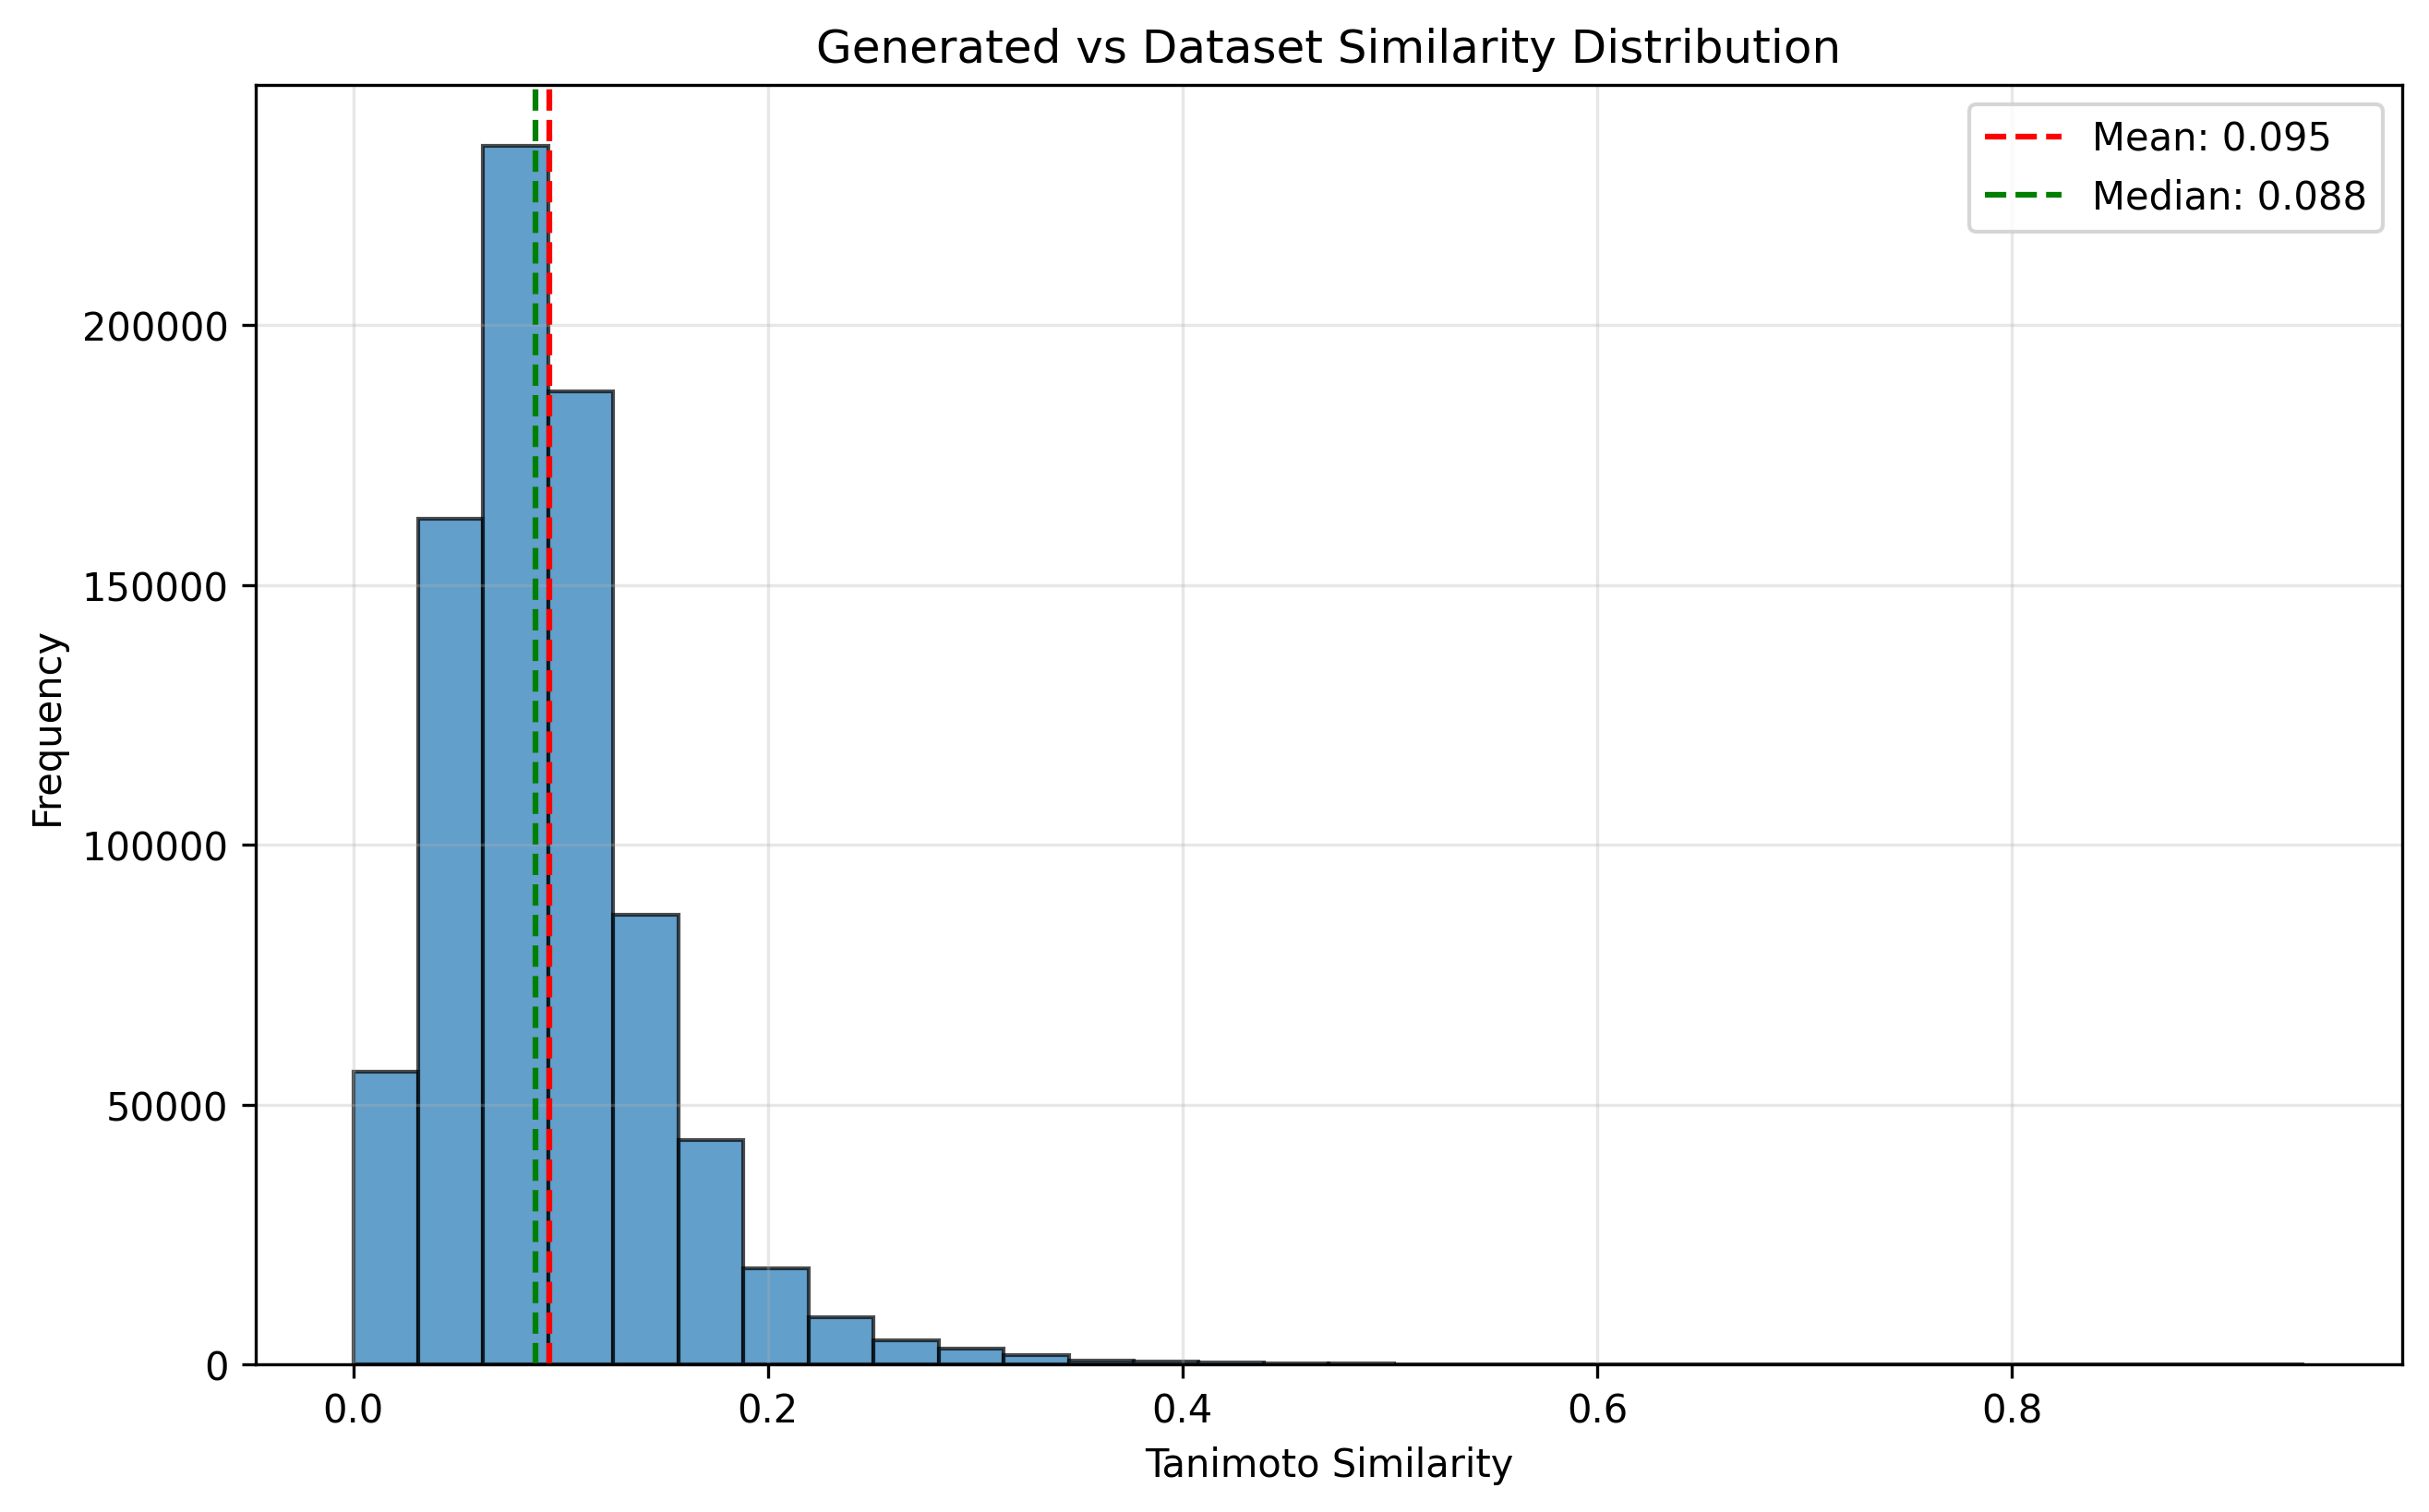 Generated vs Dataset Similarity Distribution
Mean: 0.095
Median: 0.088
200000
150000
100000
50000
0
Frequency
0.0 0.2 0.4 0.6 0.8
Tanimoto Similarity